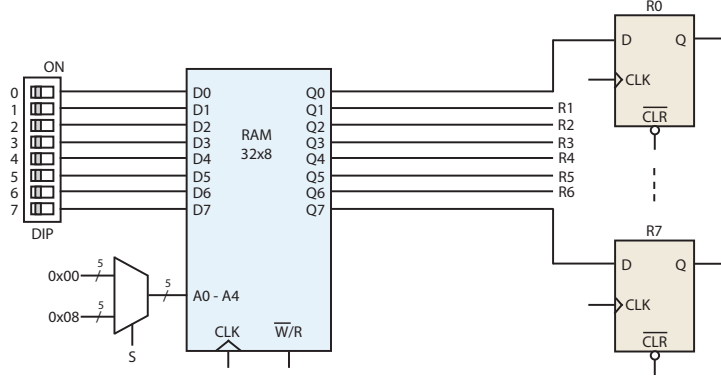 R0
ON
D Q
CLK
CLR
0
1
2
3
4
5
6
7
DIP
D0
D1
D2
D3
D4
D5
D6
D7
RAM
32x8
Q0
Q1
Q2
Q3
Q4
Q5
Q6
Q7
R1
R2
R3
R4
R5
R6
R7
D Q
CLK
CLR
0x00
5
0x08
5
5
S
A0 - A4
CLK
W/R